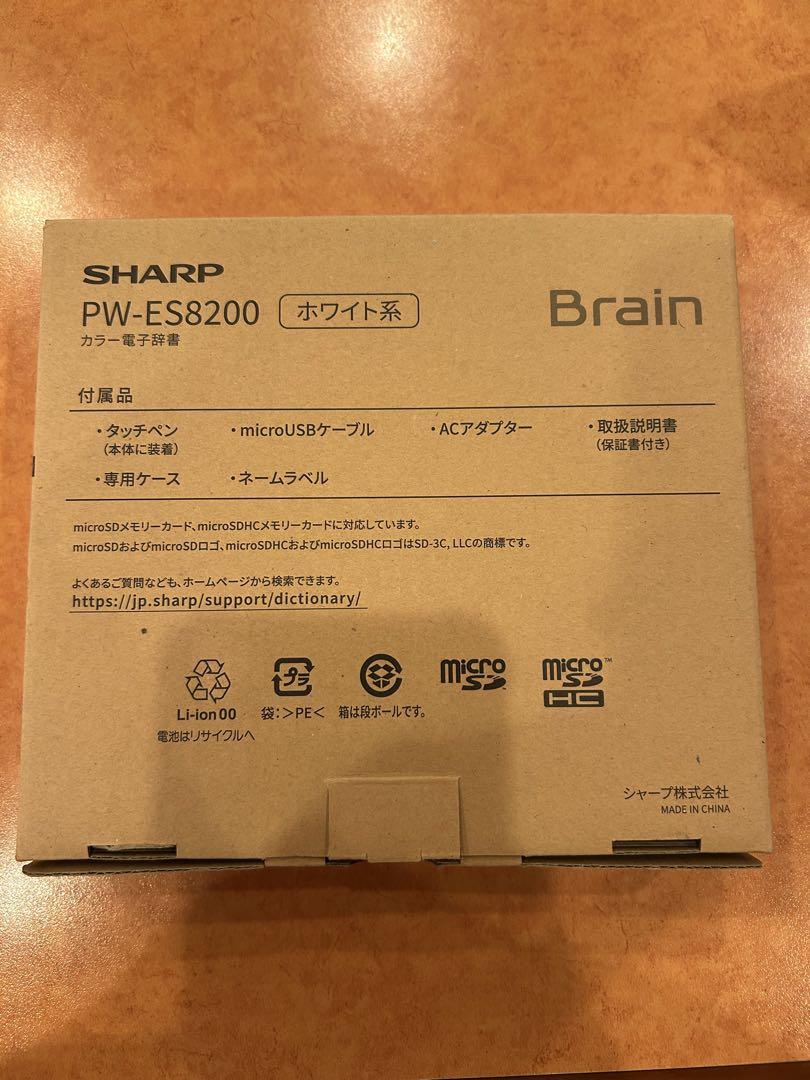 SHARP
PW-ES8200 ホワイト系 Brain
カラー電子辞書
付属品
・タッチペン ・microUSBケーブル ・ACアダプター ・取扱説明書
(本体に装着) (保証書付き)
・専用ケース ・ネームラベル
microSDメモリーカード、microSDHCメモリーカードに対応しています。
microSDおよびmicroSDロゴ、microSDHCおよびmicroSDHCロゴはSD-3C, LLCの商標です。
よくあるご質問なども、ホームページから検索できます。
https://jp.sharp/support/dictionary/
プラ micro SD™ micro SD™ HC
Li-ion 00 袋:>PE< 箱は段ボールです。
電池はリサイクルへ
シャープ株式会社
MADE IN CHINA